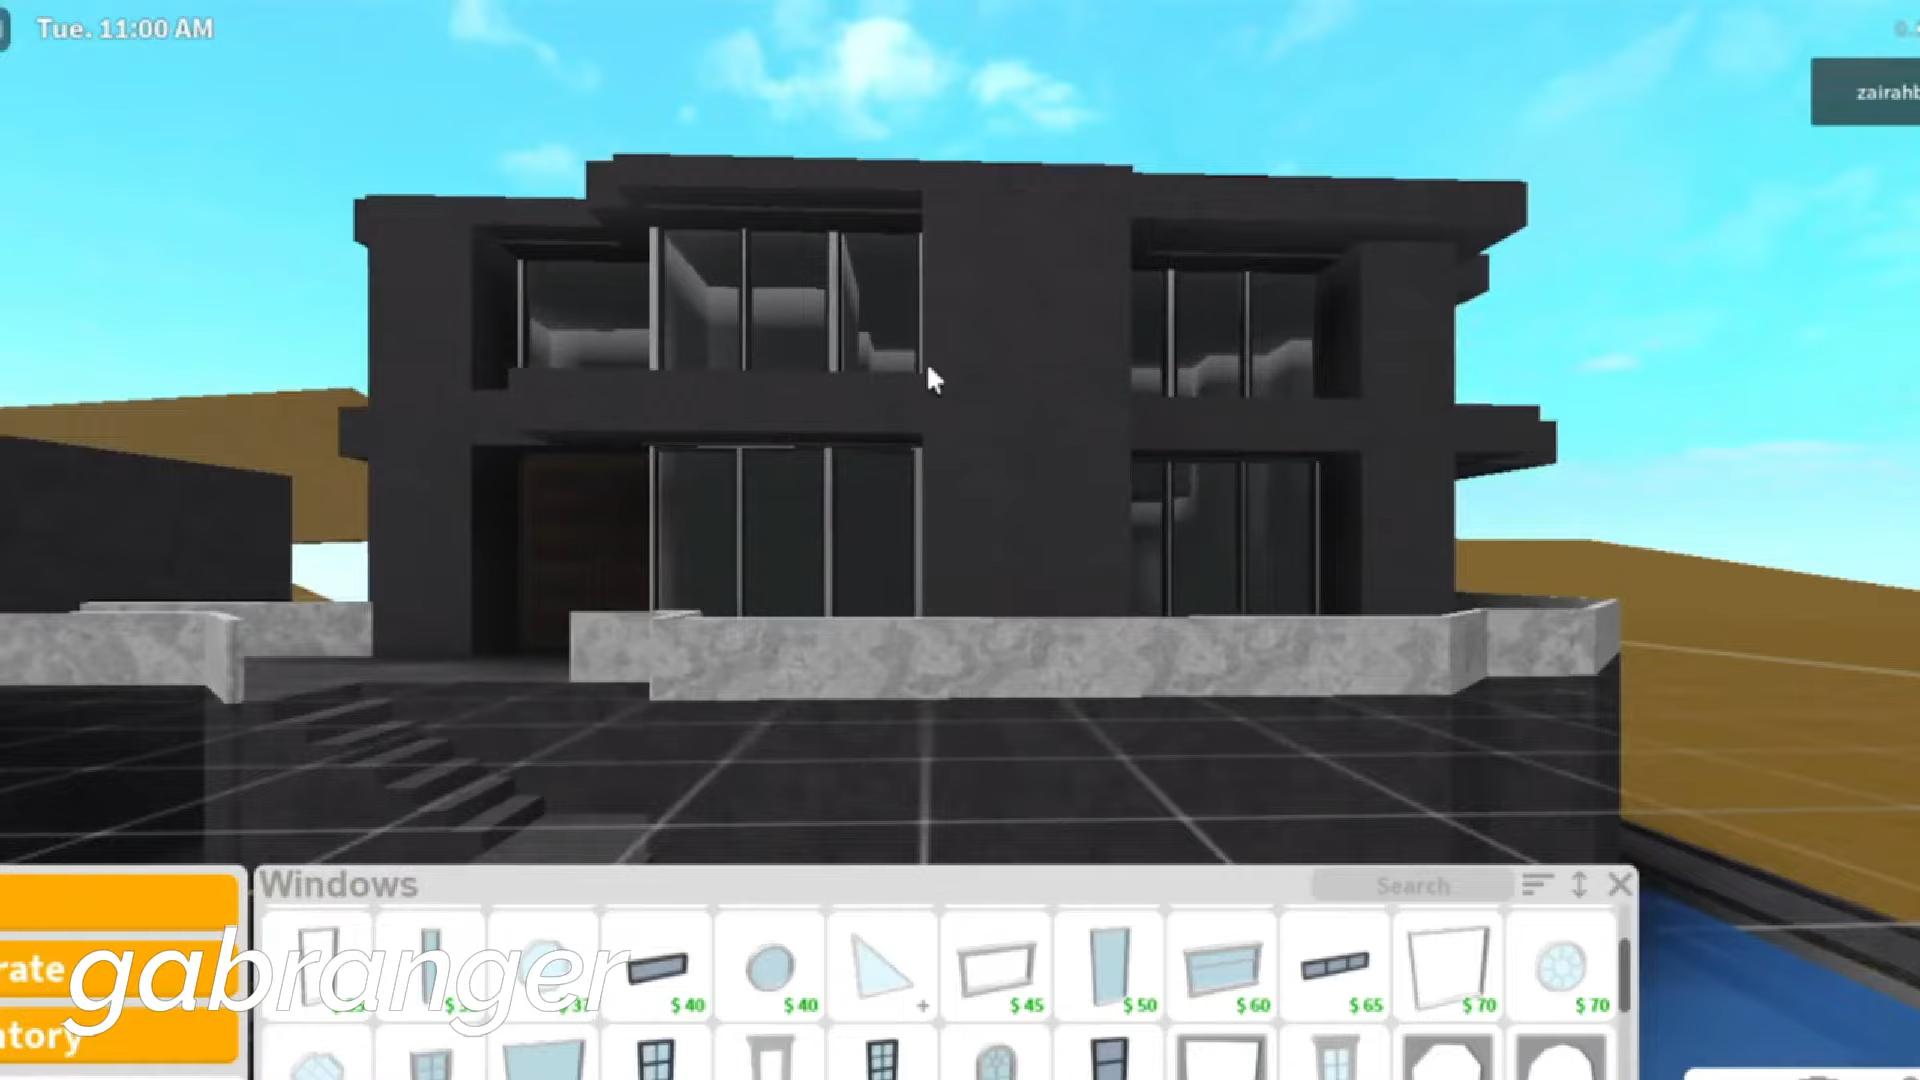 Tue. 11:00 AM
zairahb
Windows
Search
rate
gabranger
$ 40
$ 40
+
$ 45
$ 50
$ 60
$ 65
$ 70
$ 70
tory